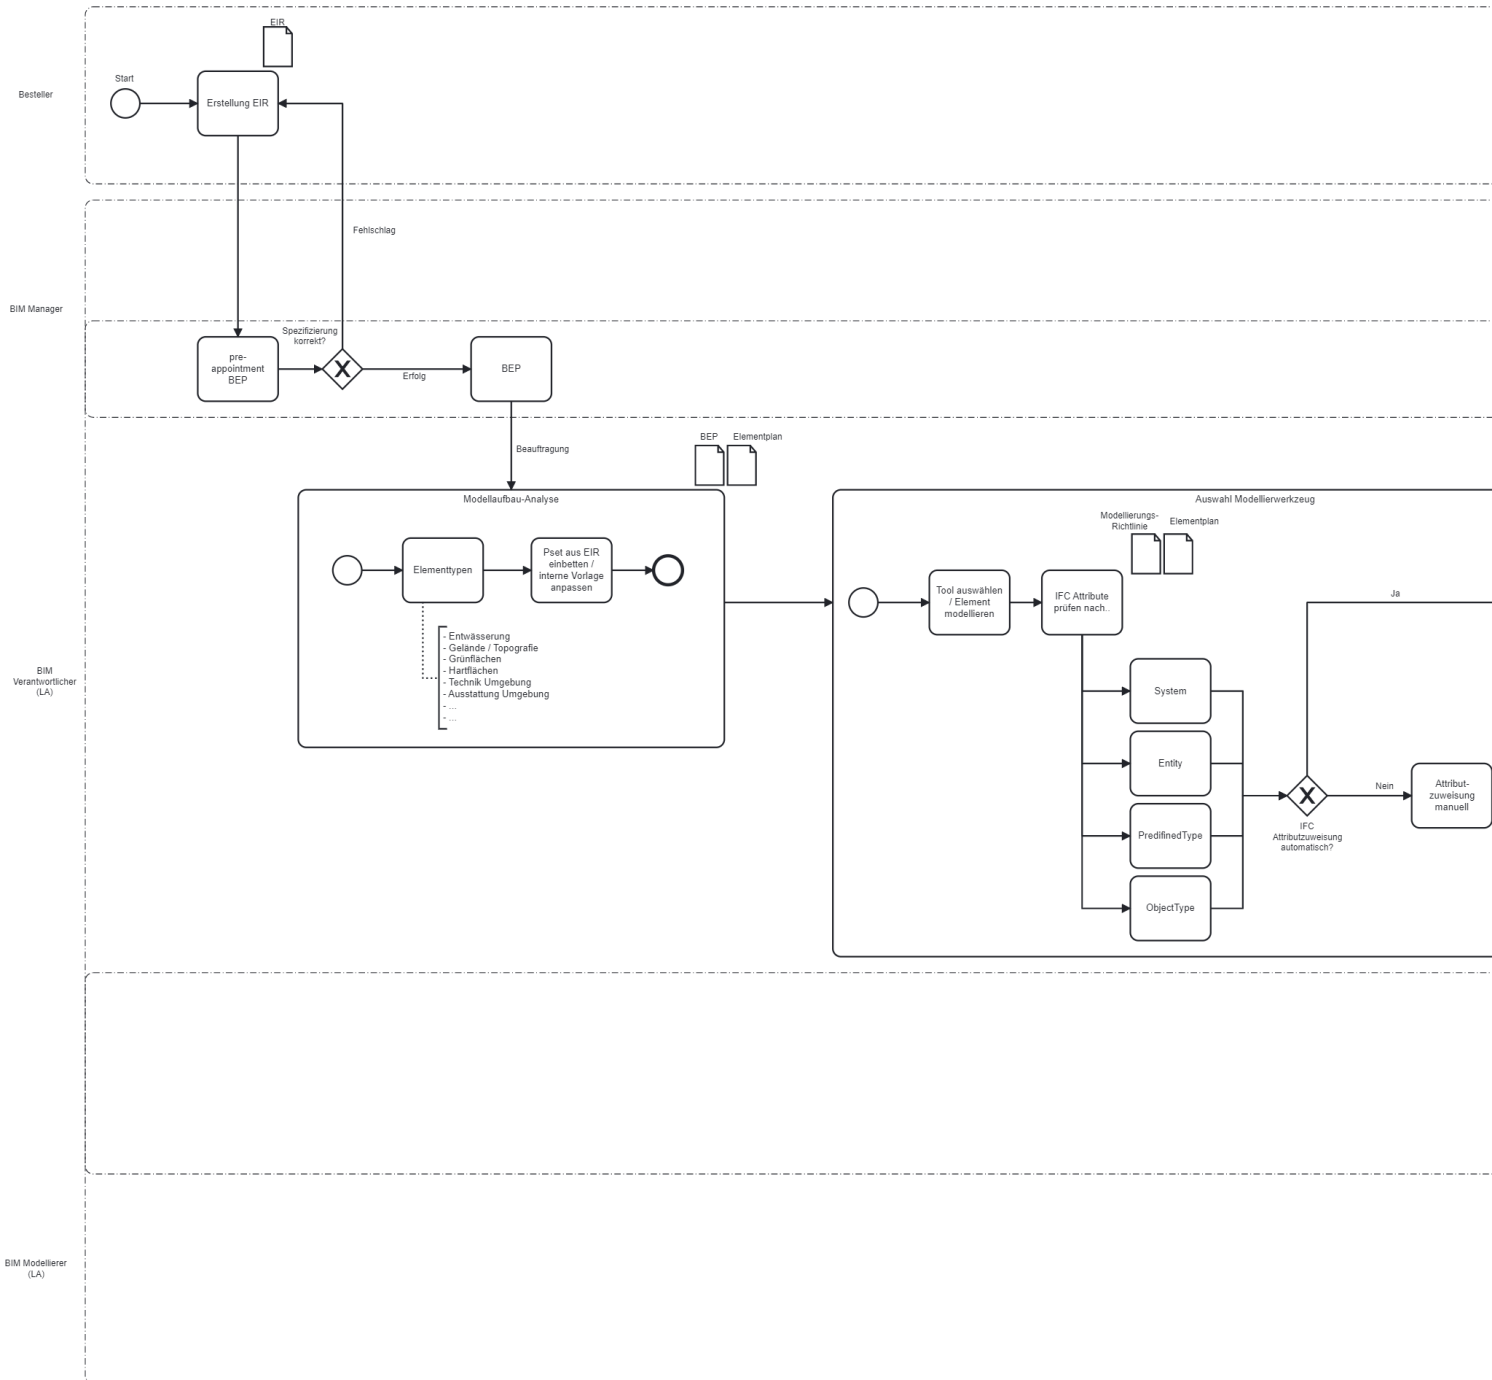 EIR
Start
Besteller
Erstellung EIR
Fehlschlag
BIM Manager
Spezifizierung
korrekt?
pre-
appointment
BEP
Erfolg
BEP
Beauftragung
BEP
Elementplan
Modellaufbau-Analyse
Auswahl Modellierwerkzeug
Modellierungs-
Richtlinie
Elementplan
Elementtypen
Pset aus EIR
einbetten /
interne Vorlage
anpassen
Tool auswählen
/ Element
modellieren
IFC Attribute
prüfen nach..
Ja
- Entwässerung
- Gelände / Topografie
- Grünflächen
- Hartflächen
- Technik Umgebung
- Ausstattung Umgebung
- ...
- ...
BIM
Verantwortlicher
(LA)
System
Entity
PredifinedType
ObjectType
IFC
Attributzuweisung
automatisch?
Nein
Attribut-
zuweisung
manuell
BIM Modellierer
(LA)